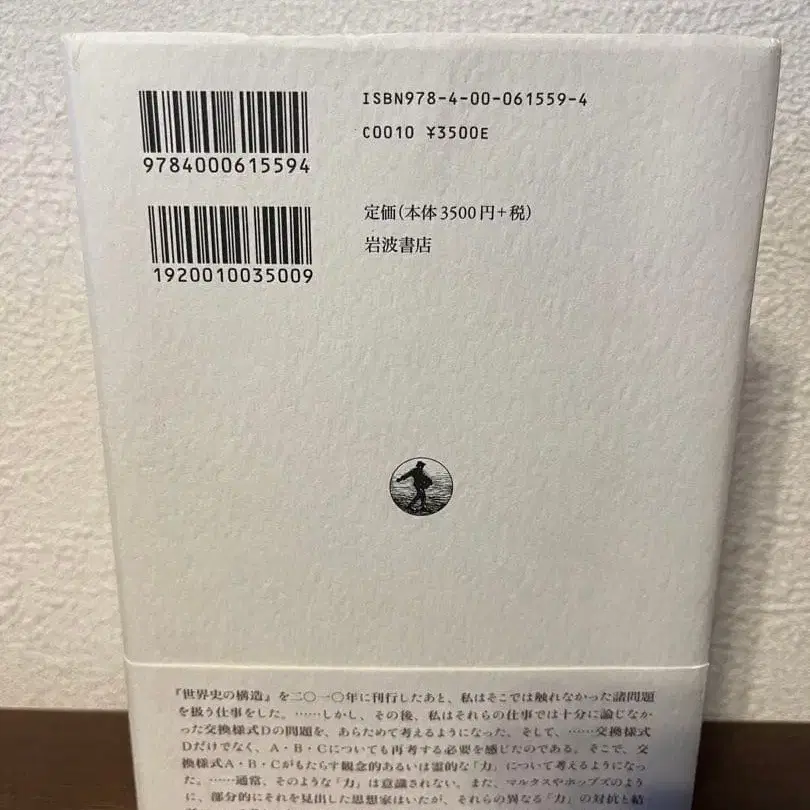 ISBN978-4-00-061559-4
C0010 ¥3500E
9784000615594
定価(本体3500円+税)
岩波書店
1920010035009
『世界史の構造』を二〇一〇年に刊行したあと、私はそこでは触れなかった諸問題
を扱う仕事をした。……しかし、その後、私はそれらの仕事では十分に論じなか
った交換様式Dの問題を、あらためて考えるようになった。そして、……交換様式
Dだけでなく、A・B・Cについても再考する必要を感じたのである。そこで、交
換様式A・B・Cがもたらす観念的あるいは霊的な「力」について考えるようになっ
た。……通常、そのような「力」は意識されない。また、マルクスやホッブズのよう
に、部分的にそれを見出した思想家はいたが、それらの異なる「力」の対抗と結